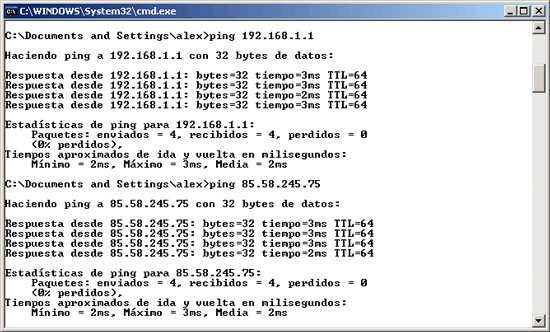 C:\WINDOWS\System32\cmd.exe
C:\Documents and Settings\alex>ping 192.168.1.1
Haciendo ping a 192.168.1.1 con 32 bytes de datos:
Respuesta desde 192.168.1.1: bytes=32 tiempo=3ms TTL=64
Respuesta desde 192.168.1.1: bytes=32 tiempo=3ms TTL=64
Respuesta desde 192.168.1.1: bytes=32 tiempo=2ms TTL=64
Respuesta desde 192.168.1.1: bytes=32 tiempo=3ms TTL=64
Estadísticas de ping para 192.168.1.1:
Paquetes: enviados = 4, recibidos = 4, perdidos = 0
(0% perdidos),
Tiempos aproximados de ida y vuelta en milisegundos:
Mínimo = 2ms, Máximo = 3ms, Media = 2ms
C:\Documents and Settings\alex>ping 85.58.245.75
Haciendo ping a 85.58.245.75 con 32 bytes de datos:
Respuesta desde 85.58.245.75: bytes=32 tiempo=3ms TTL=64
Respuesta desde 85.58.245.75: bytes=32 tiempo=3ms TTL=64
Respuesta desde 85.58.245.75: bytes=32 tiempo=2ms TTL=64
Respuesta desde 85.58.245.75: bytes=32 tiempo=2ms TTL=64
Estadísticas de ping para 85.58.245.75:
Paquetes: enviados = 4, recibidos = 4, perdidos = 0
(0% perdidos),
Tiempos aproximados de ida y vuelta en milisegundos:
Mínimo = 2ms, Máximo = 3ms, Media = 2ms